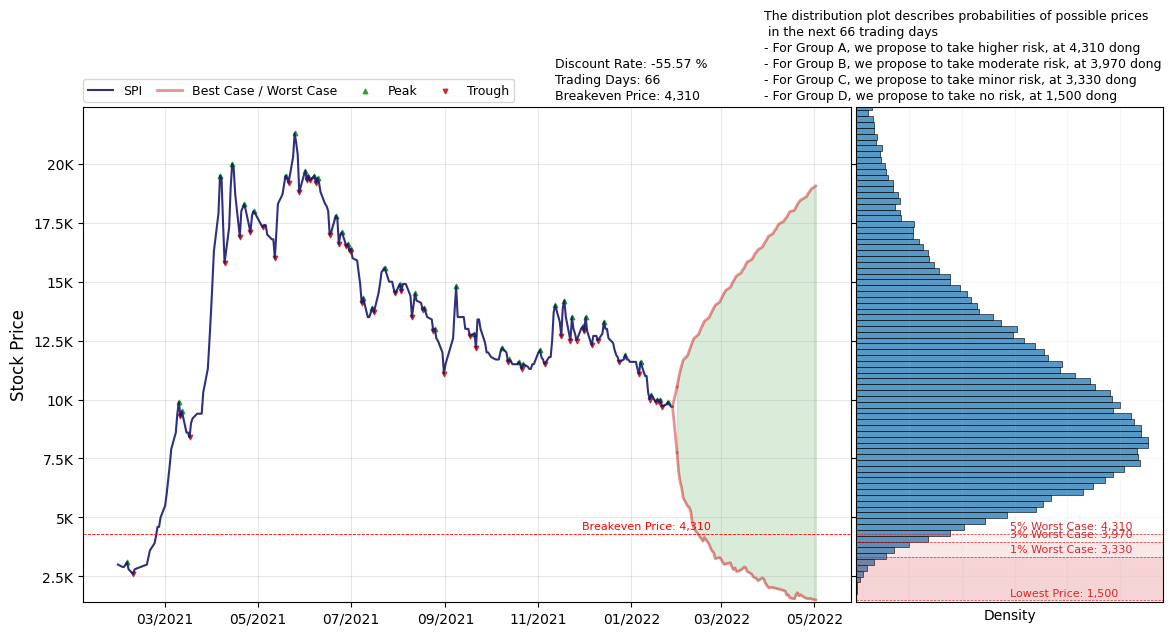 The distribution plot describes probabilities of possible prices
in the next 66 trading days
- For Group A, we propose to take higher risk, at 4,310 dong
- For Group B, we propose to take moderate risk, at 3,970 dong
- For Group C, we propose to take minor risk, at 3,330 dong
- For Group D, we propose to take no risk, at 1,500 dong
Discount Rate: -55.57 %
Trading Days: 66
Breakeven Price: 4,310
SPI
Best Case / Worst Case
Peak
Trough
Stock Price
20K
17.5K
15K
12.5K
10K
7.5K
5K
2.5K
Breakeven Price: 4,310
03/2021
05/2021
07/2021
09/2021
11/2021
01/2022
03/2022
05/2022
5% Worst Case: 4,310
3% Worst Case: 3,970
1% Worst Case: 3,330
Lowest Price: 1,500
Density